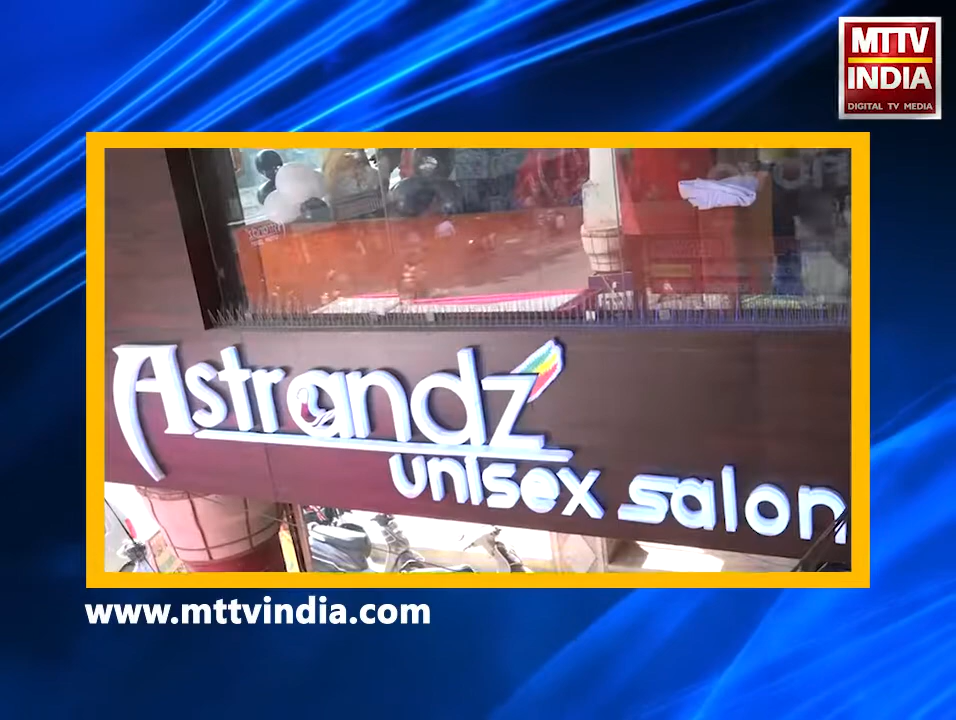 MTTV
INDIA
DIGITAL TV MEDIA
Astrandz
unisex salon
www.mttvindia.com